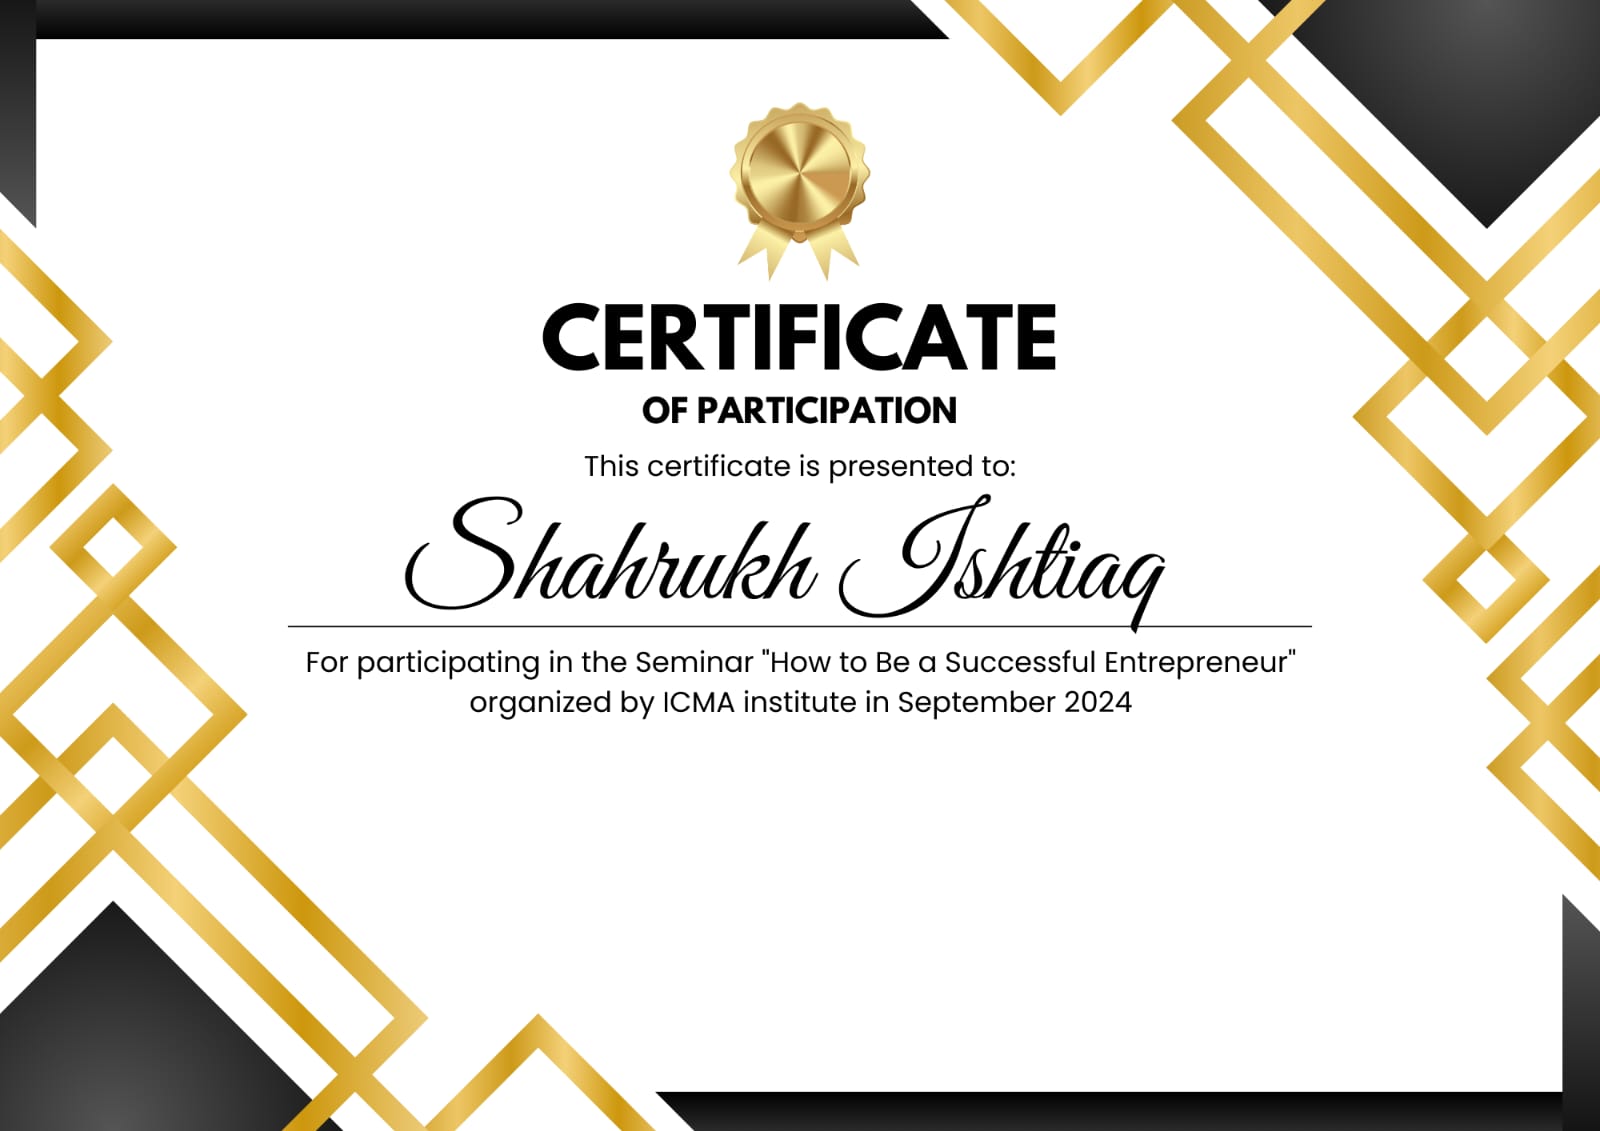 CERTIFICATE
OF PARTICIPATION
This certificate is presented to:
Shahrukh Ishtiaq
For participating in the Seminar "How to Be a Successful Entrepreneur"
organized by ICMA institute in September 2024